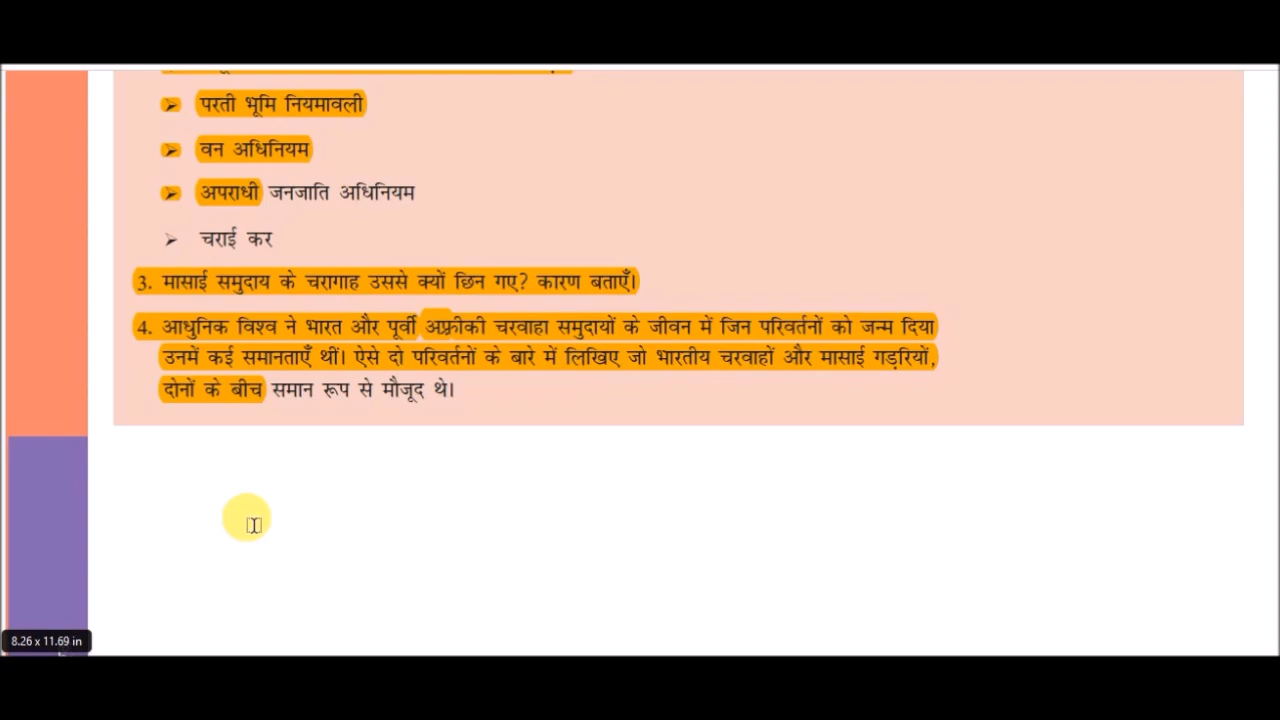 ➢ परती भूमि नियमावली
➢ वन अधिनियम
➢ अपराधी जनजाति अधिनियम
➢ चराई कर
3. मासाई समुदाय के चरागाह उससे क्यों छिन गए? कारण बताएँ।
4. आधुनिक विश्व ने भारत और पूर्वी अफ़्रीकी चरवाहा समुदायों के जीवन में जिन परिवर्तनों को जन्म दिया
उनमें कई समानताएँ थीं। ऐसे दो परिवर्तनों के बारे में लिखिए जो भारतीय चरवाहों और मासाई गड़रियों,
दोनों के बीच समान रूप से मौजूद थे।
8.26 x 11.69 in